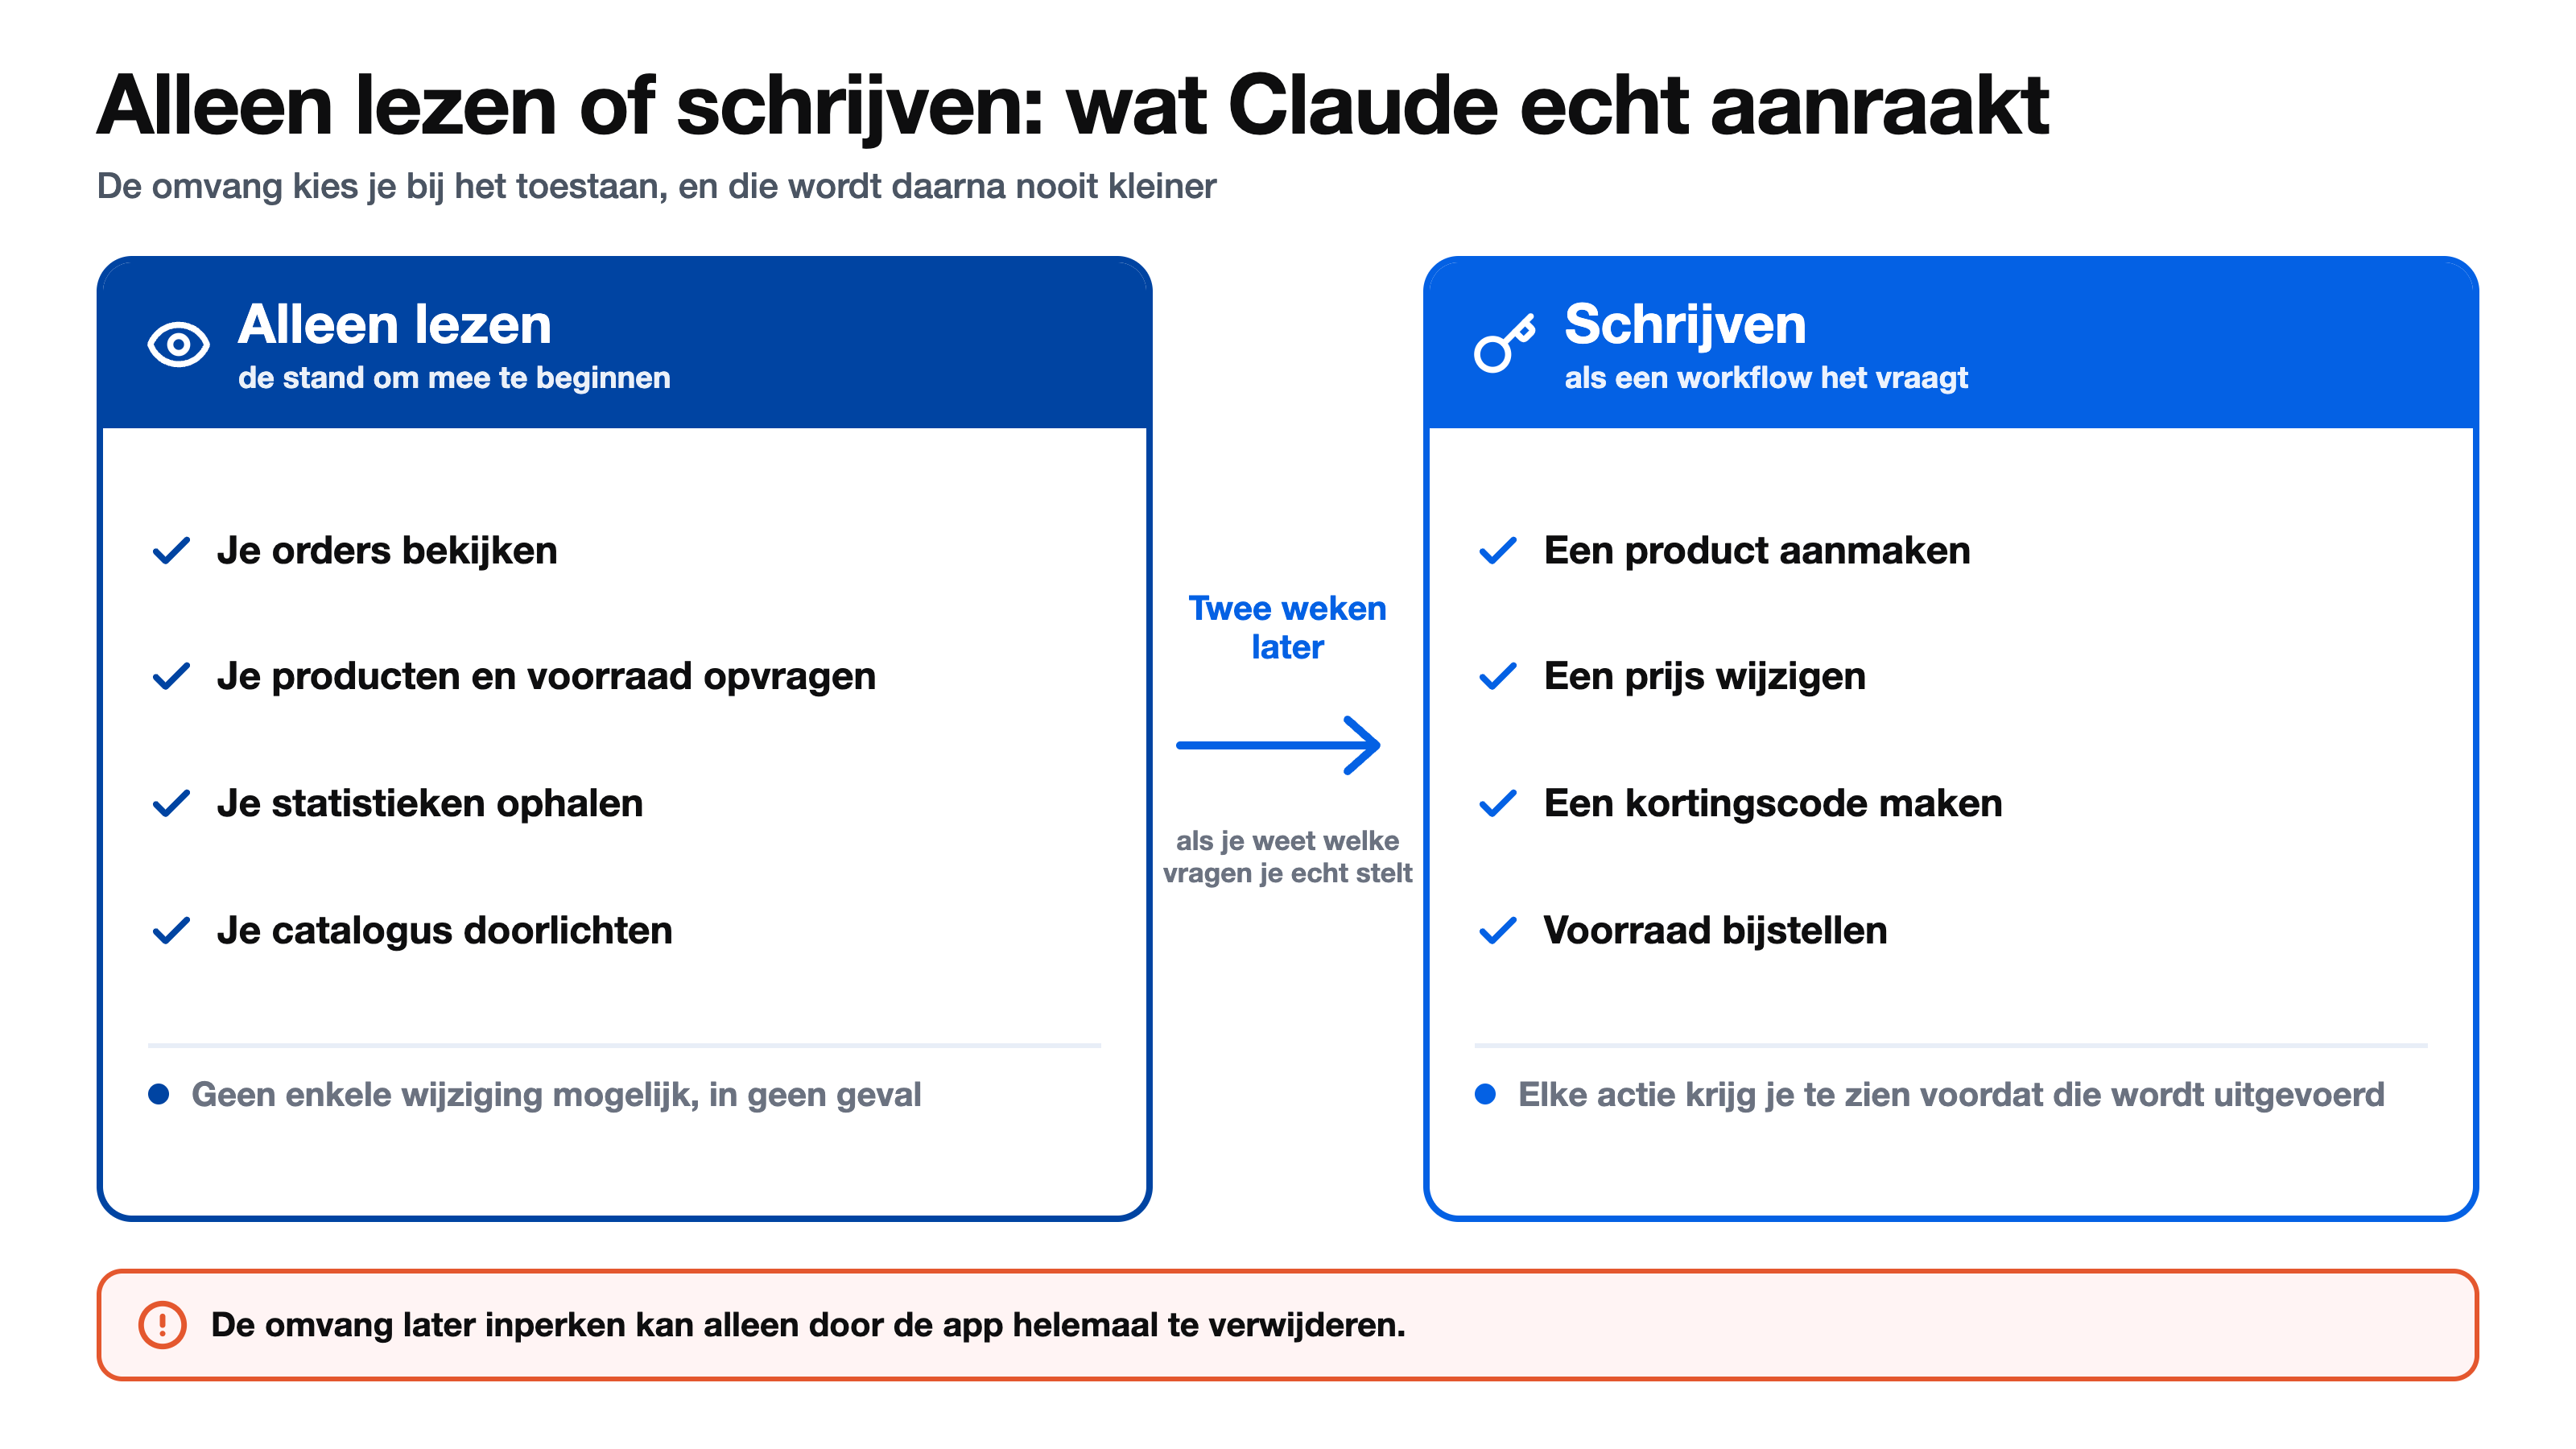 Alleen lezen of schrijven: wat Claude echt aanraakt
De omvang kies je bij het toestaan, en die wordt daarna nooit kleiner
Alleen lezen
de stand om mee te beginnen
Je orders bekijken
Je producten en voorraad opvragen
Je statistieken ophalen
Je catalogus doorlichten
Geen enkele wijziging mogelijk, in geen geval
Twee weken
later
als je weet welke
vragen je echt stelt
Schrijven
als een workflow het vraagt
Een product aanmaken
Een prijs wijzigen
Een kortingscode maken
Voorraad bijstellen
Elke actie krijg je te zien voordat die wordt uitgevoerd
De omvang later inperken kan alleen door de app helemaal te verwijderen.